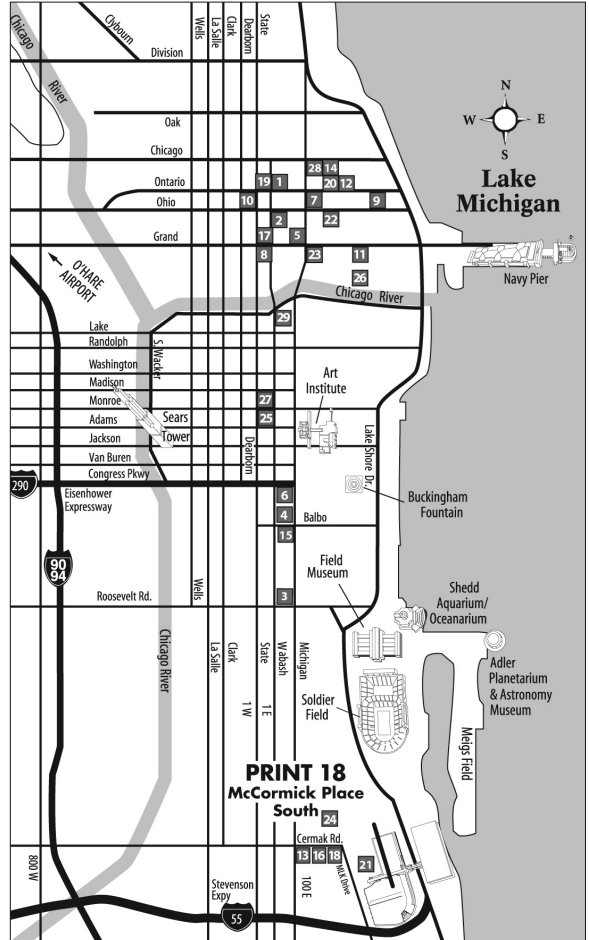 Chicago
River
Clybourn
Wells
La Salle
Clark
Dearborn
State
Division
N
W
E
S
Oak
Lake
Michigan
Chicago
28
14
Ontario
19
1
20
12
Ohio
10
7
9
2
22
Grand
17
5
8
23
11
26
Navy Pier
O'HARE
AIRPORT
Chicago River
29
Lake
Randolph
S. Wacker
Washington
Madison
Monroe
27
Adams
25
Sears
Tower
Jackson
Van Buren
Congress Pkwy
Dearborn
Art
Institute
Lake Shore Dr.
290
Eisenhower
Expressway
6
4
Balbo
15
Buckingham
Fountain
90
94
Field
Museum
Wells
3
Roosevelt Rd.
Shedd
Aquarium/
Oceanarium
Chicago River
La Salle
Clark
1 W
State
1 E
Wabash
Michigan
Soldier
Field
Adler
Planetarium
& Astronomy
Museum
Meigs Field
PRINT 18
McCormick Place
South
24
Cermak Rd.
13
16
18
21
MLK Drive
800 W
100 E
Stevenson
Expy
55